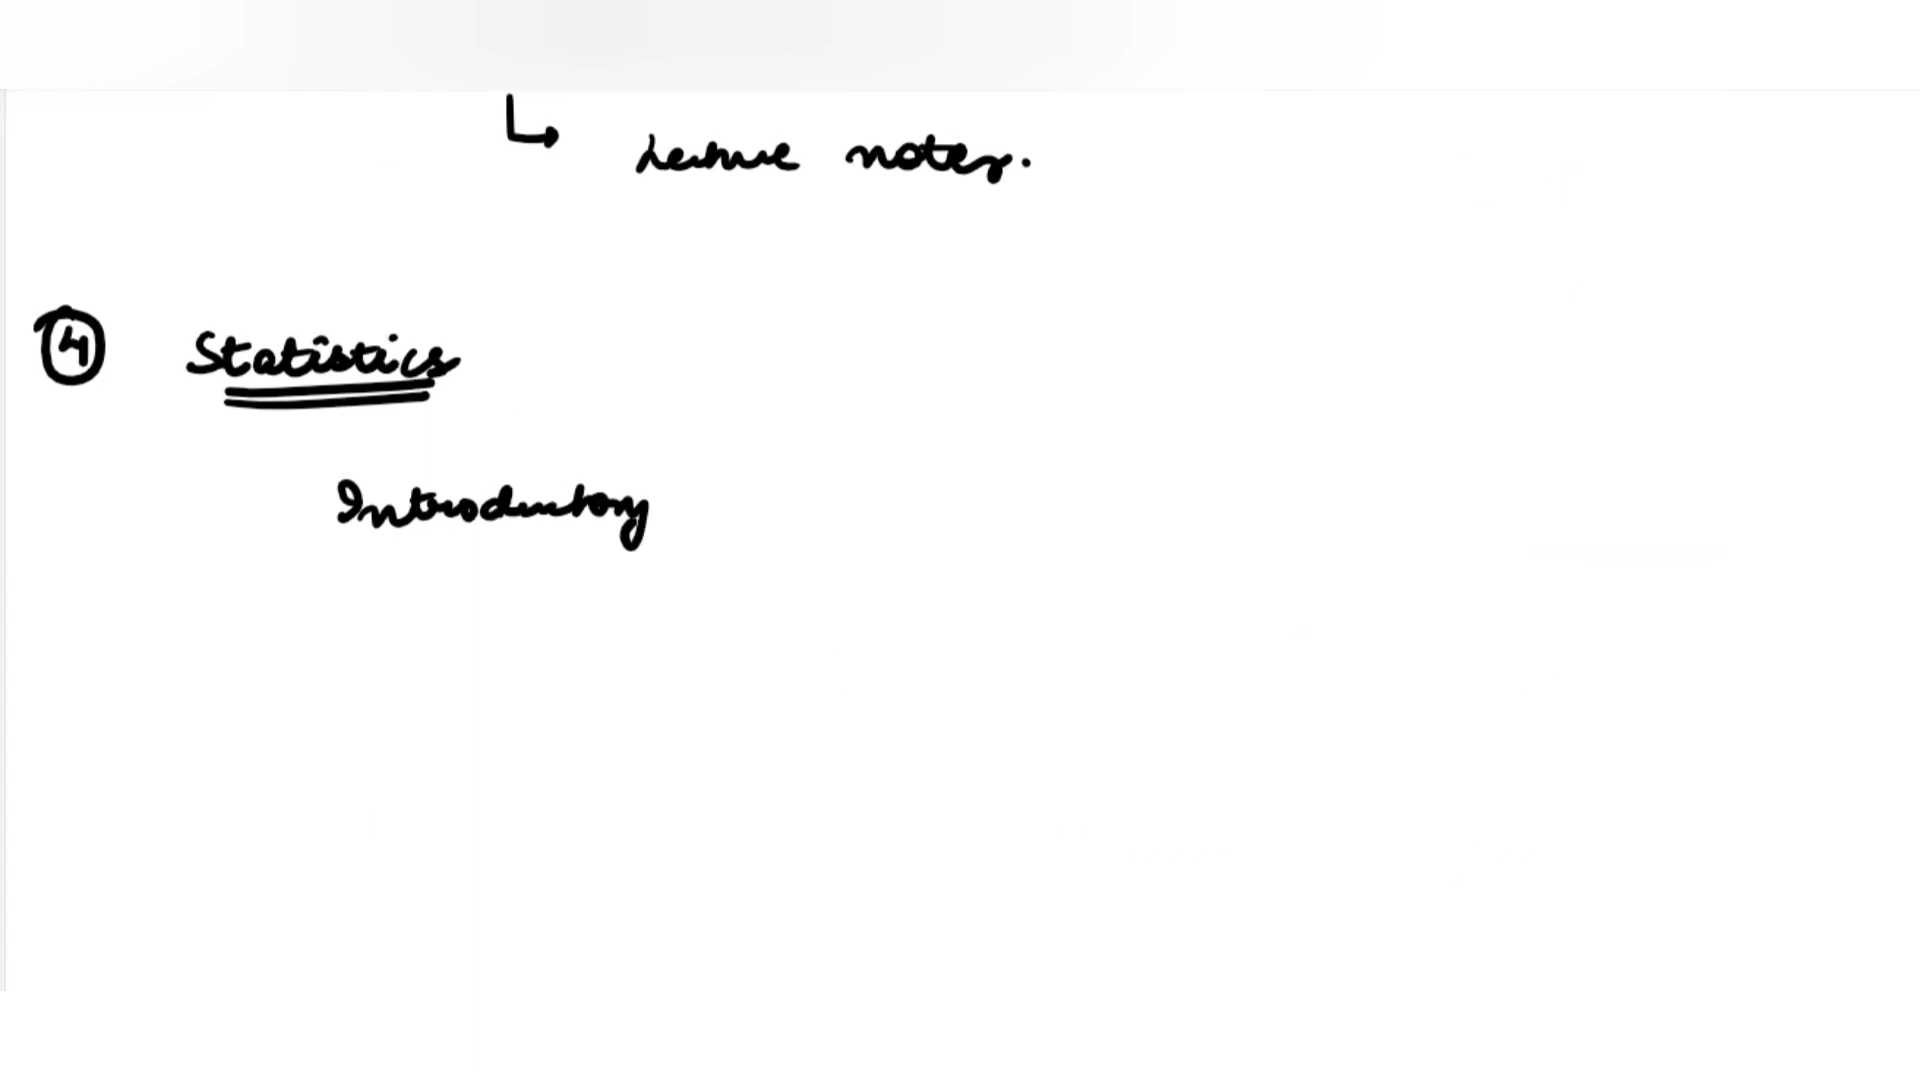 ↳ Lecture notes.
④ Statistics
Introductory